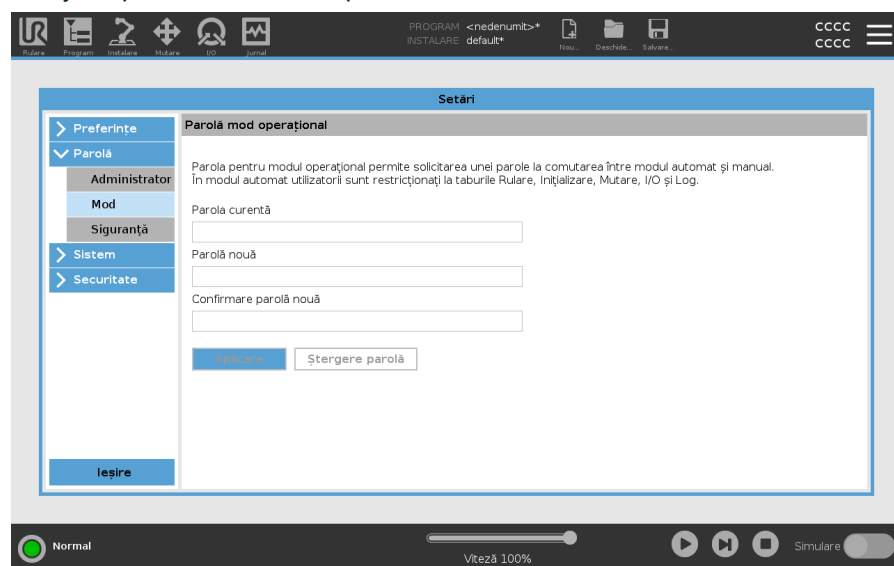 PROGRAM <nedenumit>*
INSTALARE default*
cccc
cccc
Rulare Program Instalare Mutare I/O Jurnal Nou... Deschide... Salvare...
Setări
Preferințe
Parolă
Administrator
Mod
Siguranță
Sistem
Securitate
Ieșire
Parolă mod operațional
Parola pentru modul operațional permite solicitarea unei parole la comutarea între modul automat și manual.
În modul automat utilizatorii sunt restricționați la taburile Rulare, Inițializare, Mutare, I/O și Log.
Parola curentă
Parolă nouă
Confirmare parolă nouă
Aplicare Ștergere parolă
Normal
Viteză 100%
Simulare